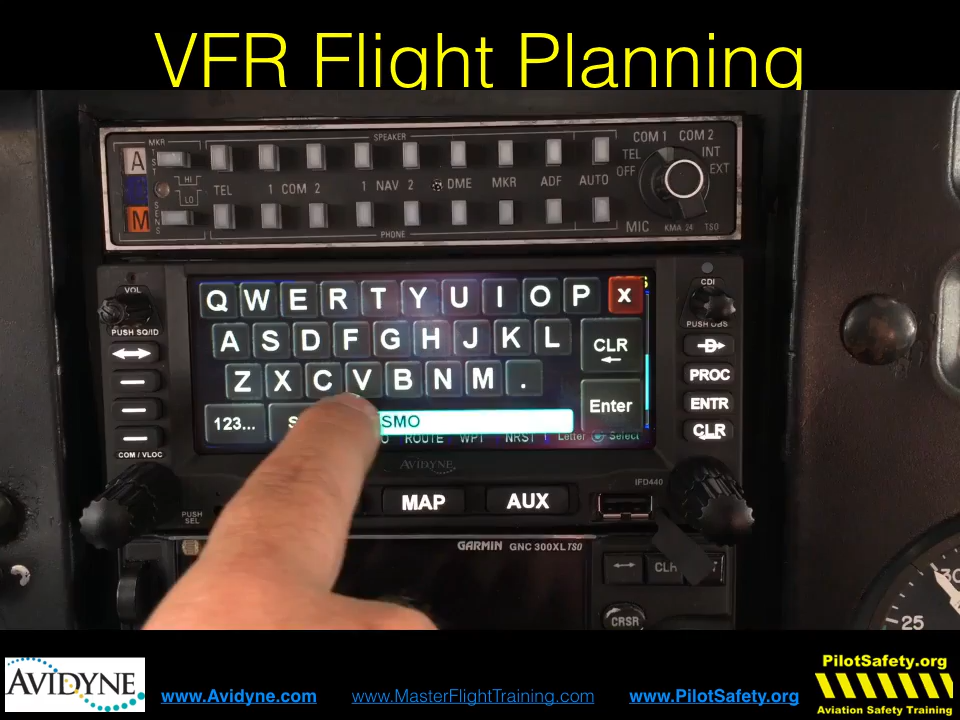 VFR Flight Planning
MKR
SPEAKER
COM 1 COM 2
A
TEST
TEL
INT
HI
OFF
EXT
LO
TEL 1 COM 2 1 NAV 2 DME MKR ADF AUTO
M
SENS
PHONE
MIC
KMA 24
TSO
VOL
CDI
Q W E R T Y U I O P X
PUSH SQ/ID
PUSH OBS
A S D F G H J K L
CLR
D
Z X C V B N M .
PROC
Enter
ENTR
123...
SMO
CLR
ROUTE WPT NRST Letter Select
COM / VLOC
AVIDYNE
IFD440
PUSH SEL
MAP
AUX
GARMIN GNC 300XL TSO
CLR
CRSR
30
25
AVIDYNE
www.Avidyne.com
www.MasterFlightTraining.com
www.PilotSafety.org
PilotSafety.org
Aviation Safety Training